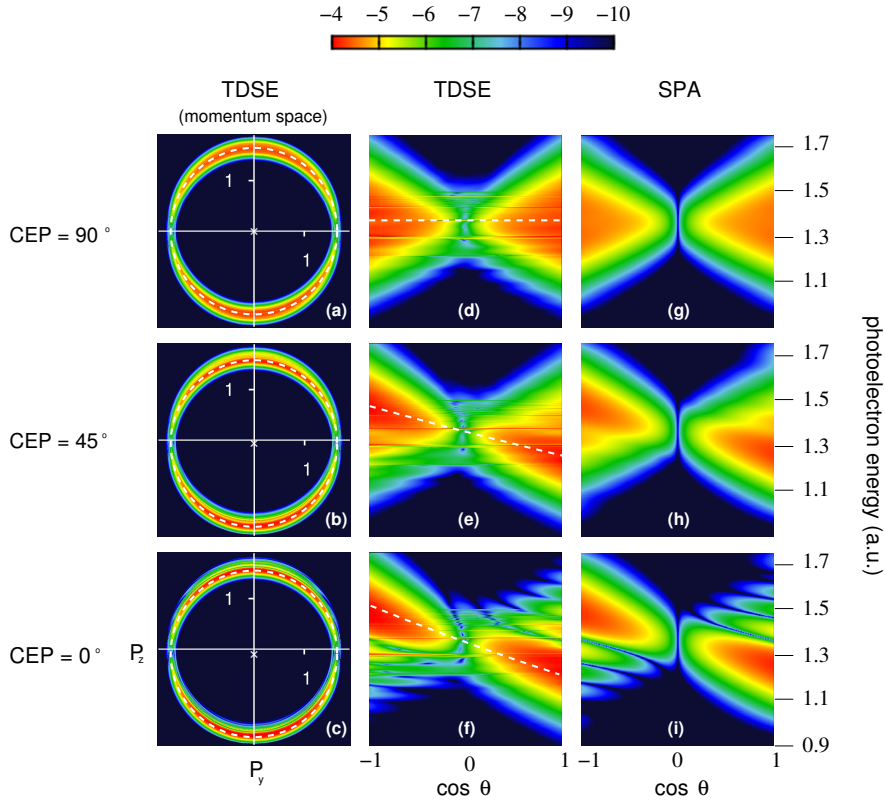 −4 −5 −6 −7 −8 −9 −10
TDSE TDSE SPA
(momentum space)
CEP = 90 °
1
1
(a)
(d)
(g)
1.7
1.5
1.3
1.1
CEP = 45 °
1
1
(b)
(e)
(h)
1.7
1.5
1.3
1.1
photoelectron energy (a.u.)
CEP = 0 °
P_z
1
1
(c)
(f)
(i)
1.7
1.5
1.3
1.1
0.9
P_y
−1 0 1
cos θ
−1 0 1
cos θ